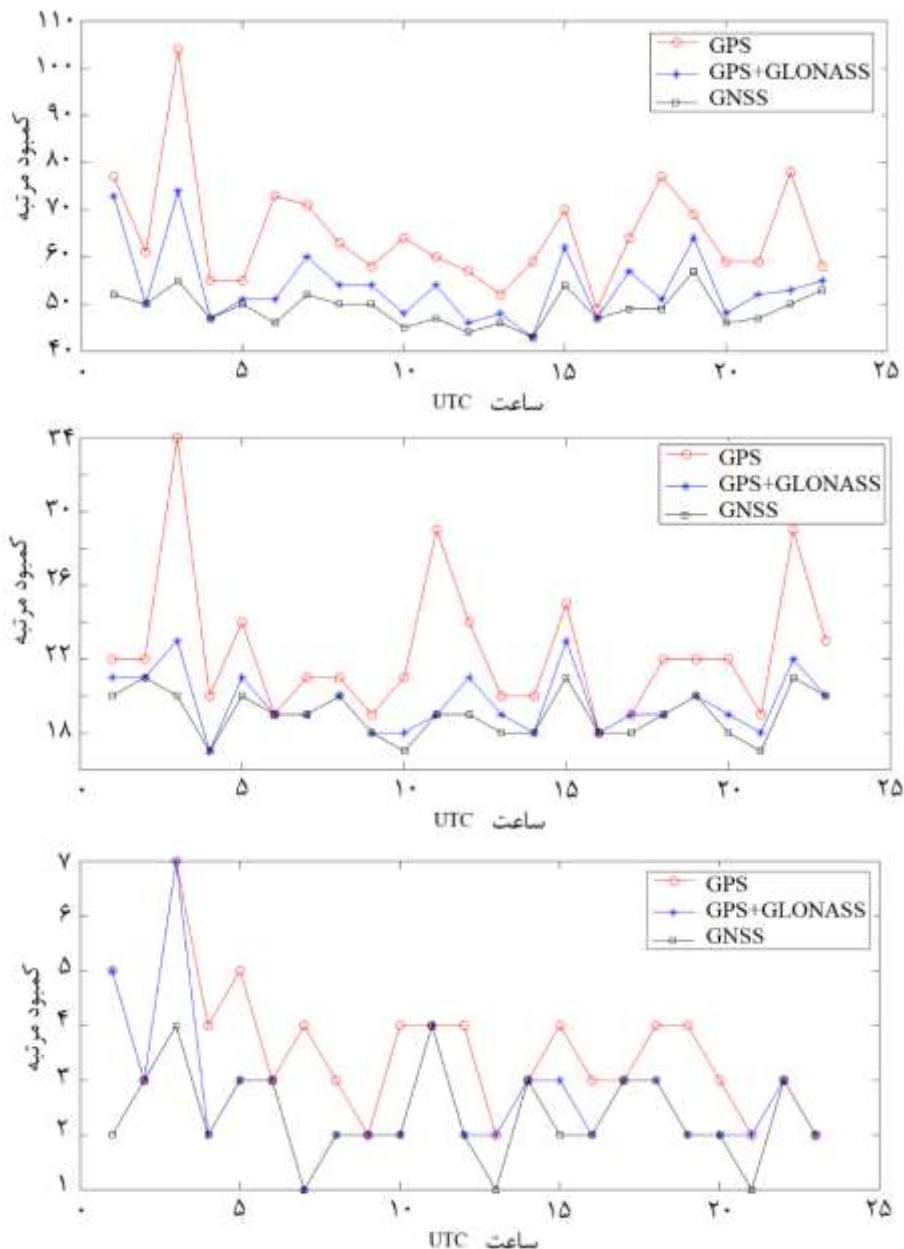 110
GPS
GPS+GLONASS
GNSS
100
۹۰
۸۰
۷۰
۶۰
۵۰
۴۰
کمبود مرتبه
۰ ۵ ۱۰ ۱۵ ۲۰ ۲۵
ساعت UTC
۳۴
GPS
GPS+GLONASS
GNSS
۳۰
۲۶
۲۲
۱۸
کمبود مرتبه
۰ ۵ ۱۰ ۱۵ ۲۰ ۲۵
ساعت UTC
۷
GPS
GPS+GLONASS
GNSS
۶
۵
۴
۳
۲
۱
کمبود مرتبه
۰ ۵ ۱۰ ۱۵ ۲۰ ۲۵
ساعت UTC